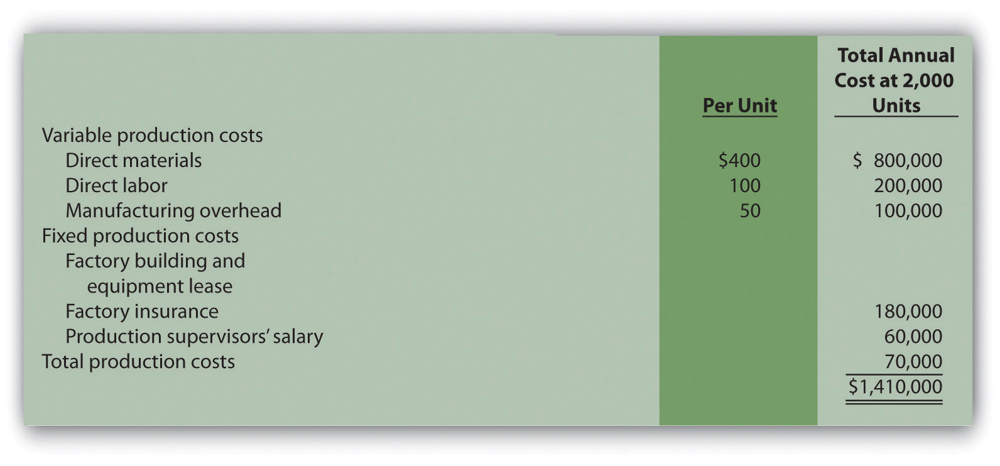 Total Annual
Cost at 2,000
Per Unit Units
Variable production costs
Direct materials $400 $ 800,000
Direct labor 100 200,000
Manufacturing overhead 50 100,000
Fixed production costs
Factory building and
equipment lease
Factory insurance 180,000
Production supervisors’ salary 60,000
Total production costs 70,000
$1,410,000